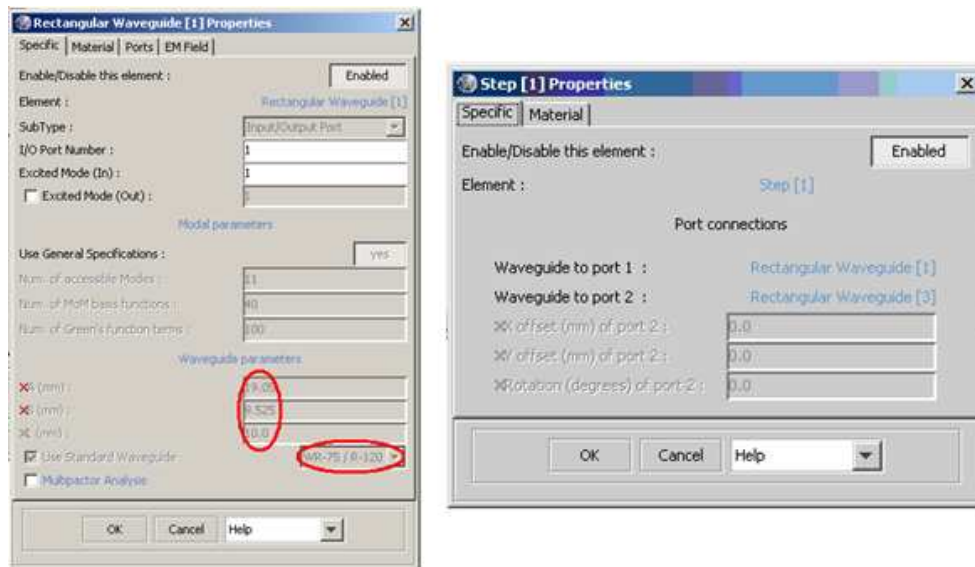 Rectangular Waveguide [1] Properties
Specific Material Ports EM Field
Enable/Disable this element : Enabled
Element : Rectangular Waveguide [1]
SubType : Input/Output Port
I/O Port Number : 1
Excited Mode (In) : 1
Excited Mode (Out) :
Modal parameters
Use General Specifications : yes
Num. of accessible Modes : 11
Num. of MoM basis functions : 40
Num. of Green's function terms : 100
Waveguide parameters
A (mm) : 19.05
B (mm) : 9.525
(mm) : 10.0
Use Standard Waveguide WR-75 / R-120
Multipactor Analysis
OK Cancel Help
Step [1] Properties
Specific Material
Enable/Disable this element : Enabled
Element : Step [1]
Port connections
Waveguide to port 1 : Rectangular Waveguide [1]
Waveguide to port 2 : Rectangular Waveguide [3]
X offset (mm) of port 2 : 0.0
Y offset (mm) of port 2 : 0.0
Rotation (degrees) of port 2 : 0.0
OK Cancel Help